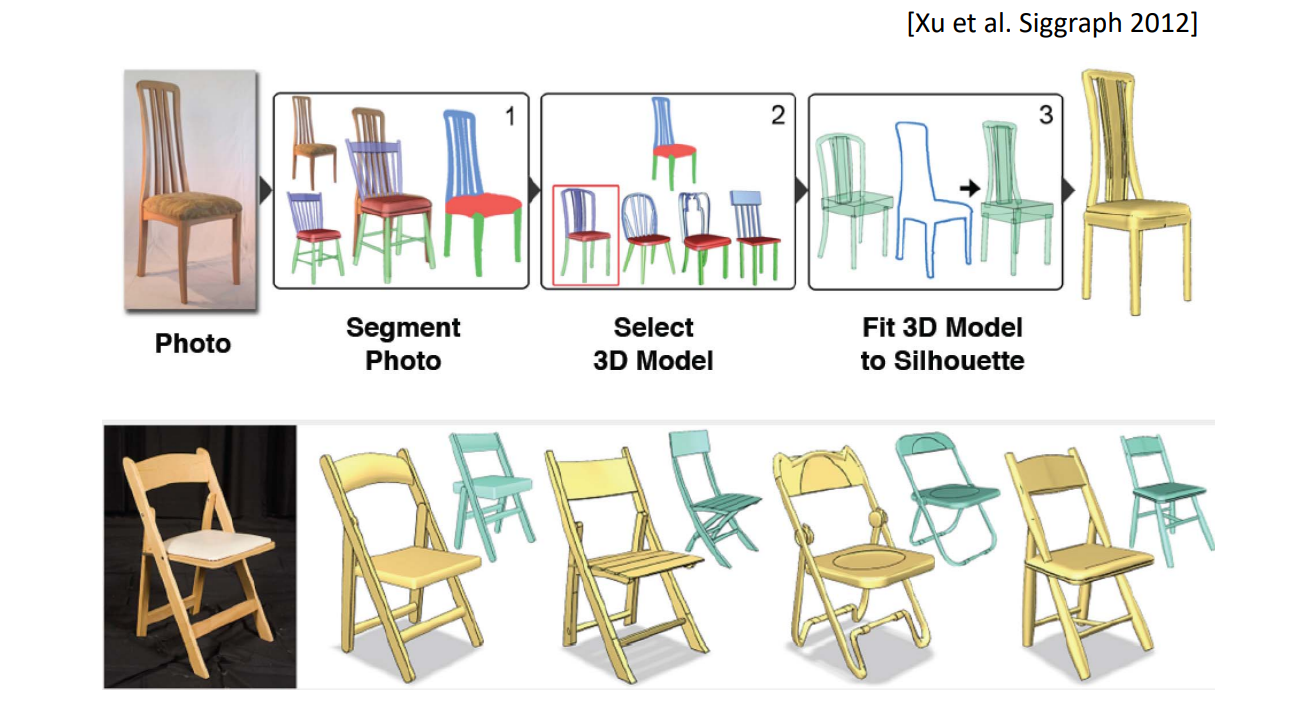 [Xu et al. Siggraph 2012]
1
2
3
Photo
Segment
Photo
Select
3D Model
Fit 3D Model
to Silhouette